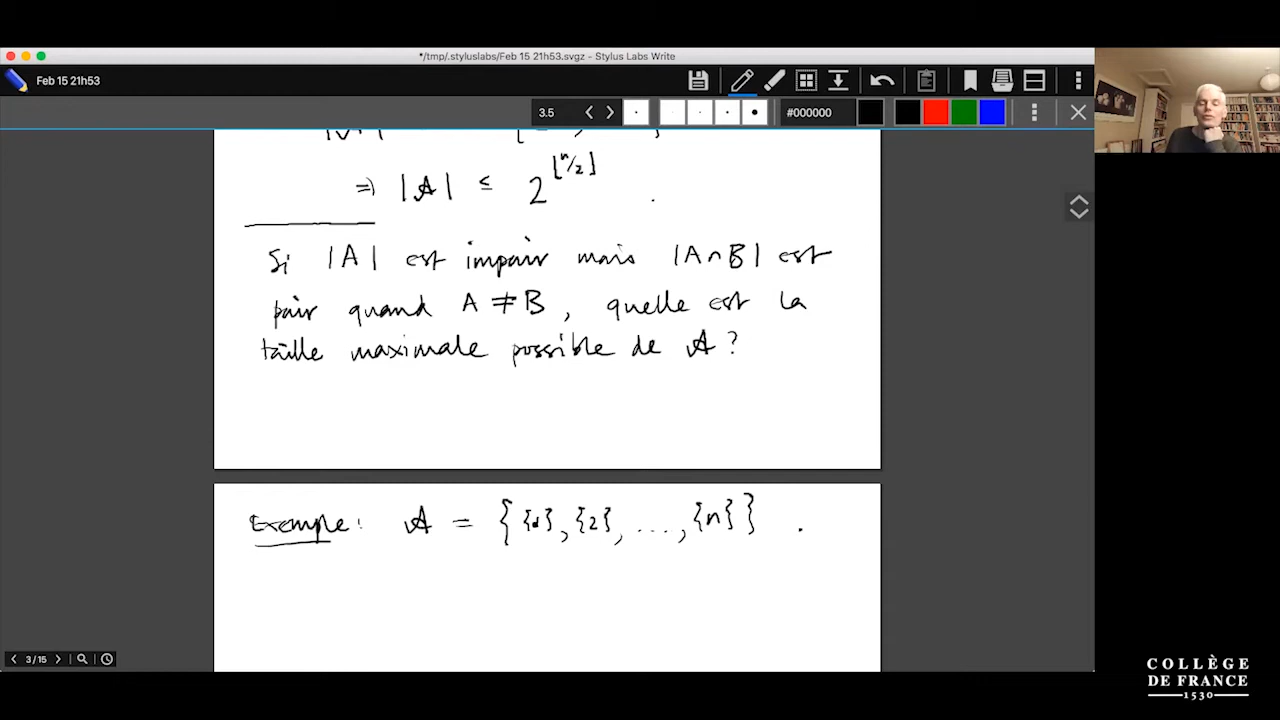 */tmp/.styluslabs/Feb 15 21h53.svgz - Stylus Labs Write
Feb 15 21h53
3.5
#000000
⇒ |𝒜| ≤ 2^⌊n/2⌋ .
Si |A| est impair mais |A∩B| est
pair quand A ≠ B, quelle est la
taille maximale possible de 𝒜 ?
Exemple : 𝒜 = {{1}, {2}, ..., {n}} .
3/15
COLLÈGE
DE FRANCE
1530